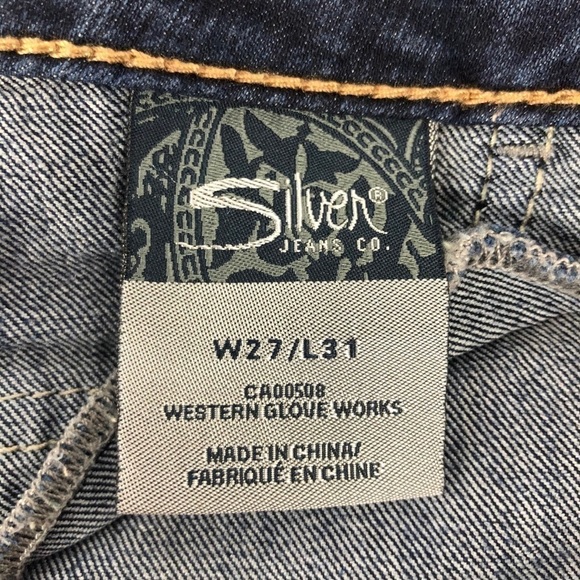 Silver®
JEANS CO.
W27/L31
CA00508
WESTERN GLOVE WORKS
MADE IN CHINA/
FABRIQUÉ EN CHINE